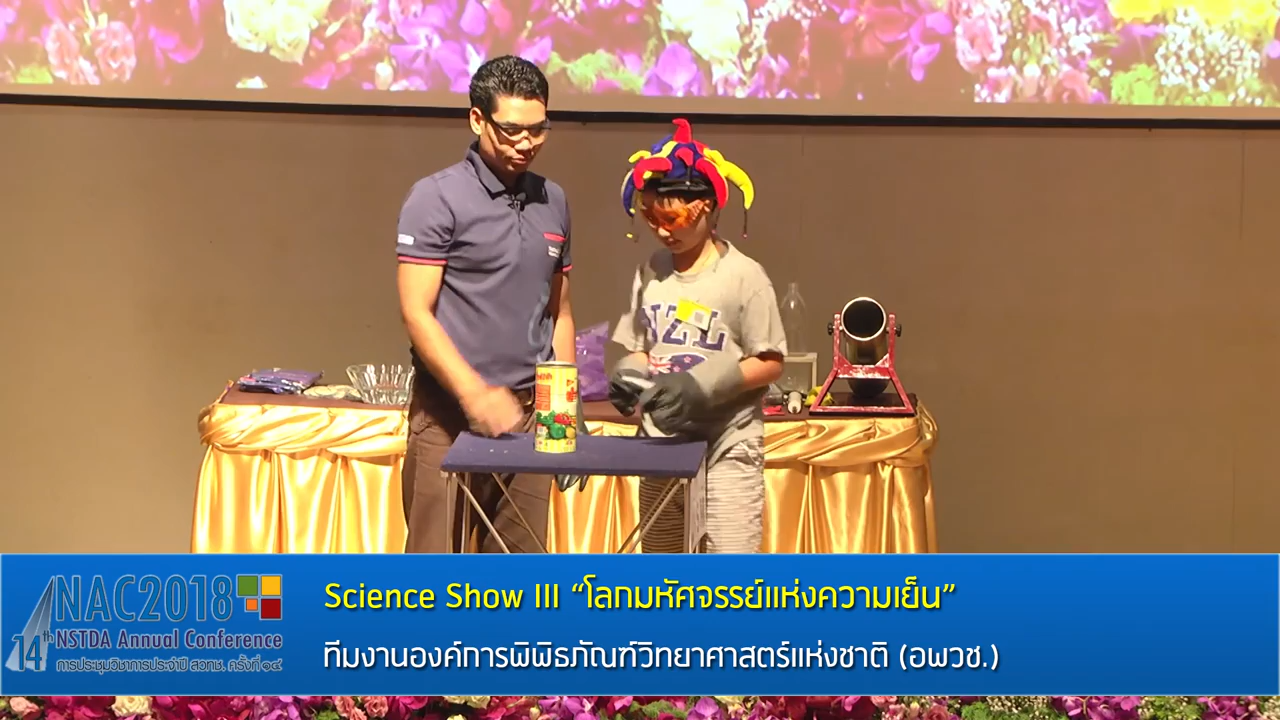 NZL
NAC2018
14th NSTDA Annual Conference
การประชุมวิชาการประจำปี สวทช. ครั้งที่ ๑๔
Science Show III “โลกมหัศจรรย์แห่งความเย็น”
ทีมงานองค์การพิพิธภัณฑ์วิทยาศาสตร์แห่งชาติ (อพวช.)